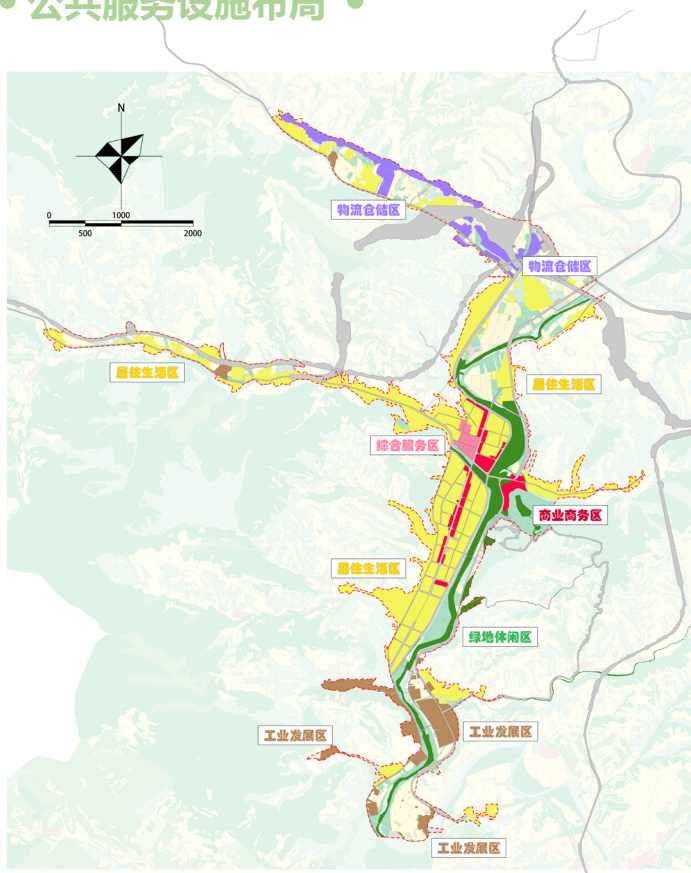 公共服务设施布局
N
0 1000
500 2000
物流仓储区
物流仓储区
居住生活区
居住生活区
综合服务区
商业商务区
居住生活区
绿地休闲区
工业发展区
工业发展区
工业发展区